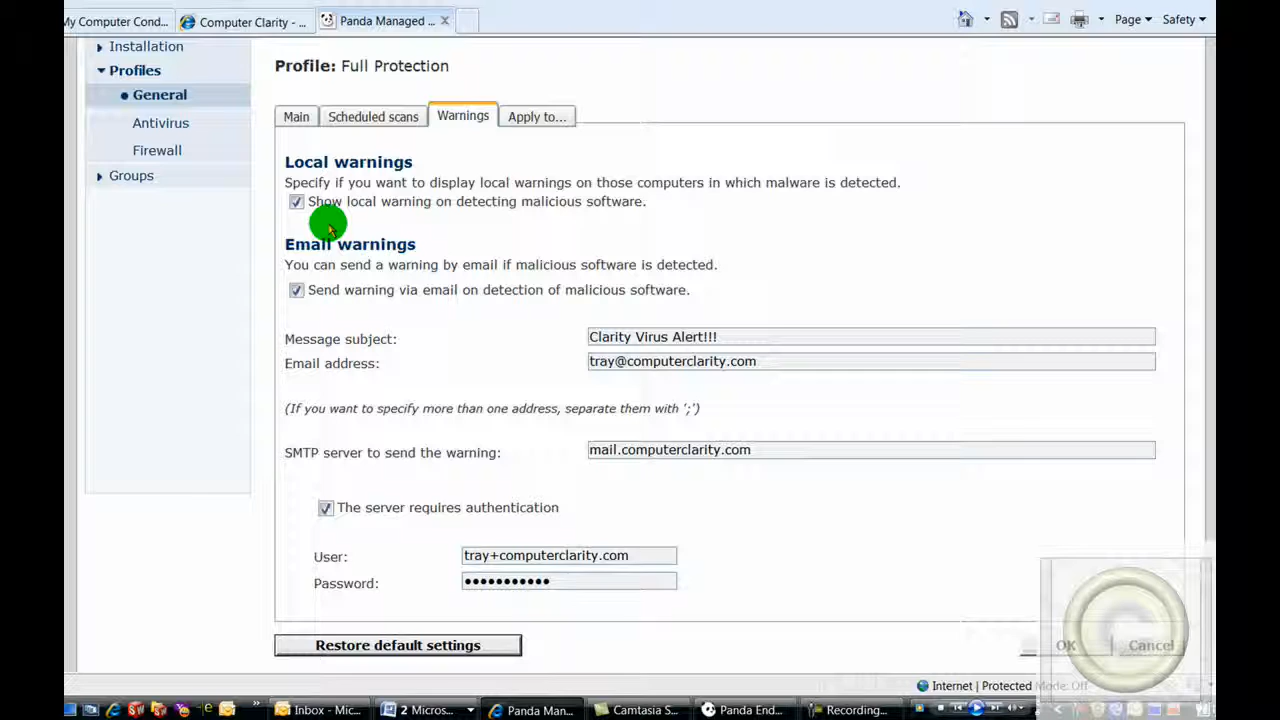 My Computer Cond...
Computer Clarity - ...
Panda Managed ...
Page
Safety
Installation
Profiles
General
Antivirus
Firewall
Groups
Profile: Full Protection
Main
Scheduled scans
Warnings
Apply to...
Local warnings
Specify if you want to display local warnings on those computers in which malware is detected.
Show local warning on detecting malicious software.
Email warnings
You can send a warning by email if malicious software is detected.
Send warning via email on detection of malicious software.
Message subject:
Clarity Virus Alert!!!
Email address:
tray@computerclarity.com
(If you want to specify more than one address, separate them with ';')
SMTP server to send the warning:
mail.computerclarity.com
The server requires authentication
User:
tray+computerclarity.com
Password:
•••••••••••
Restore default settings
OK
Cancel
Internet | Protected Mode: Off
Inbox - Mic...
2 Micros...
Panda Man...
Camtasia S...
Panda End...
Recording...